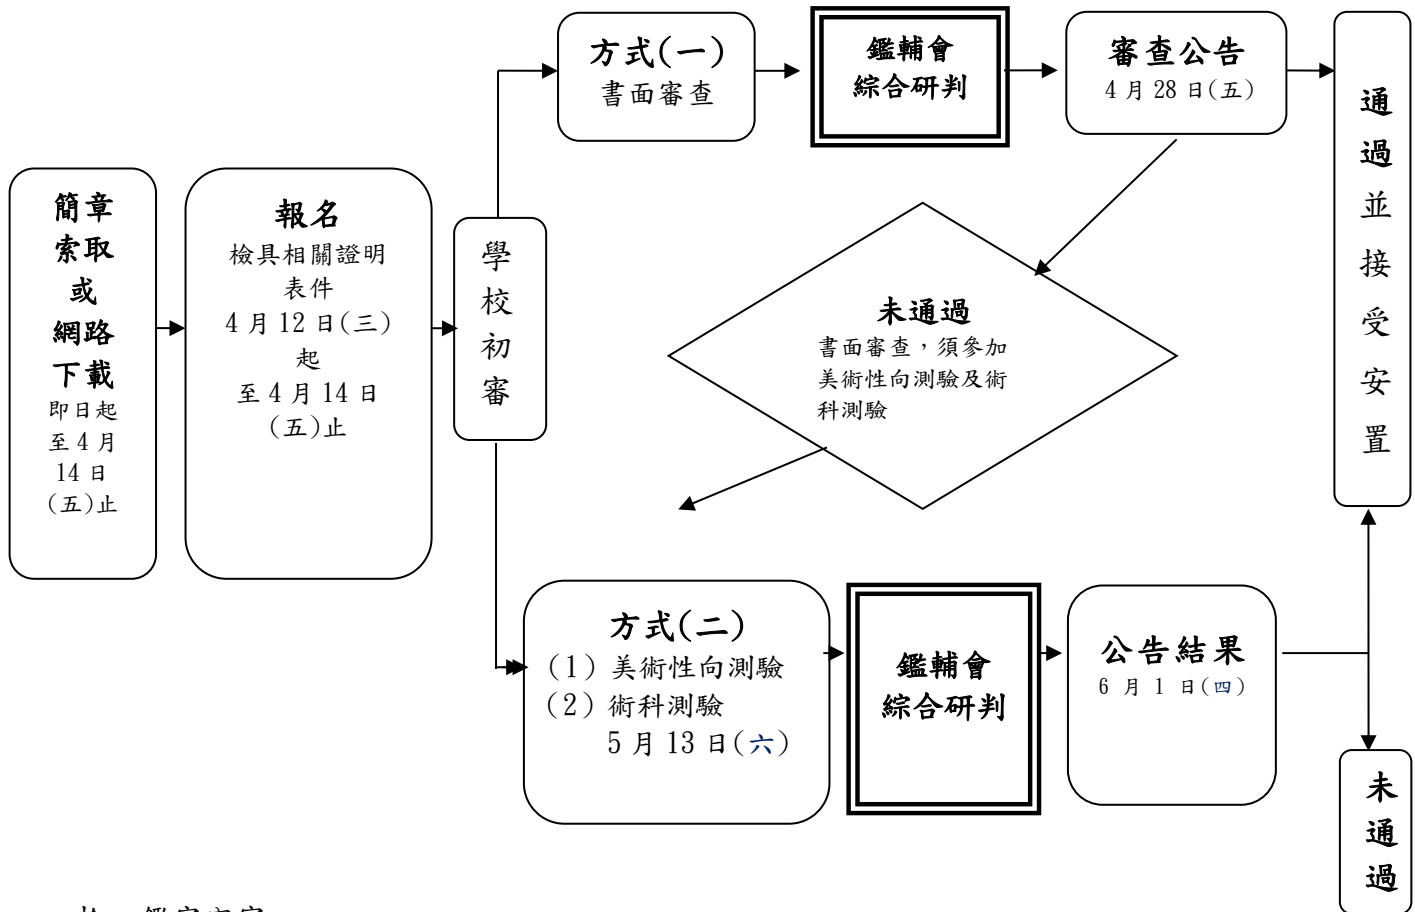 方式(一)
書面審查
鑑輔會
綜合研判
審查公告
4月28日(五)
通過並接受安置
簡章
索取
或
網路
下載
即日起
至4月
14日
(五)止
報名
檢具相關證明
表件
4月12日(三)
起
至4月14日
(五)止
學校初審
未通過
書面審查，須參加
美術性向測驗及術
科測驗
方式(二)
(1)美術性向測驗
(2)術科測驗
5月13日(六)
鑑輔會
綜合研判
公告結果
6月1日(四)
未通過